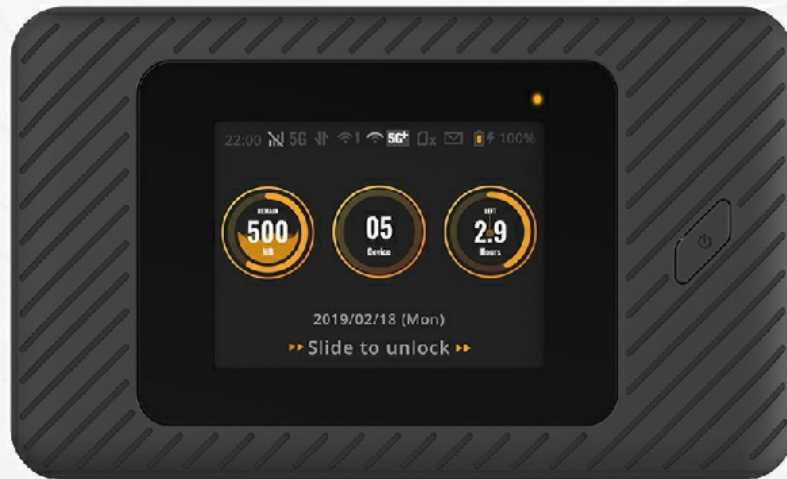 22:00 5G 1 5G+ x 100%
REMAIN
500
MB
05
Device
LEFT
2.9
Hours
2019/02/18 (Mon)
Slide to unlock